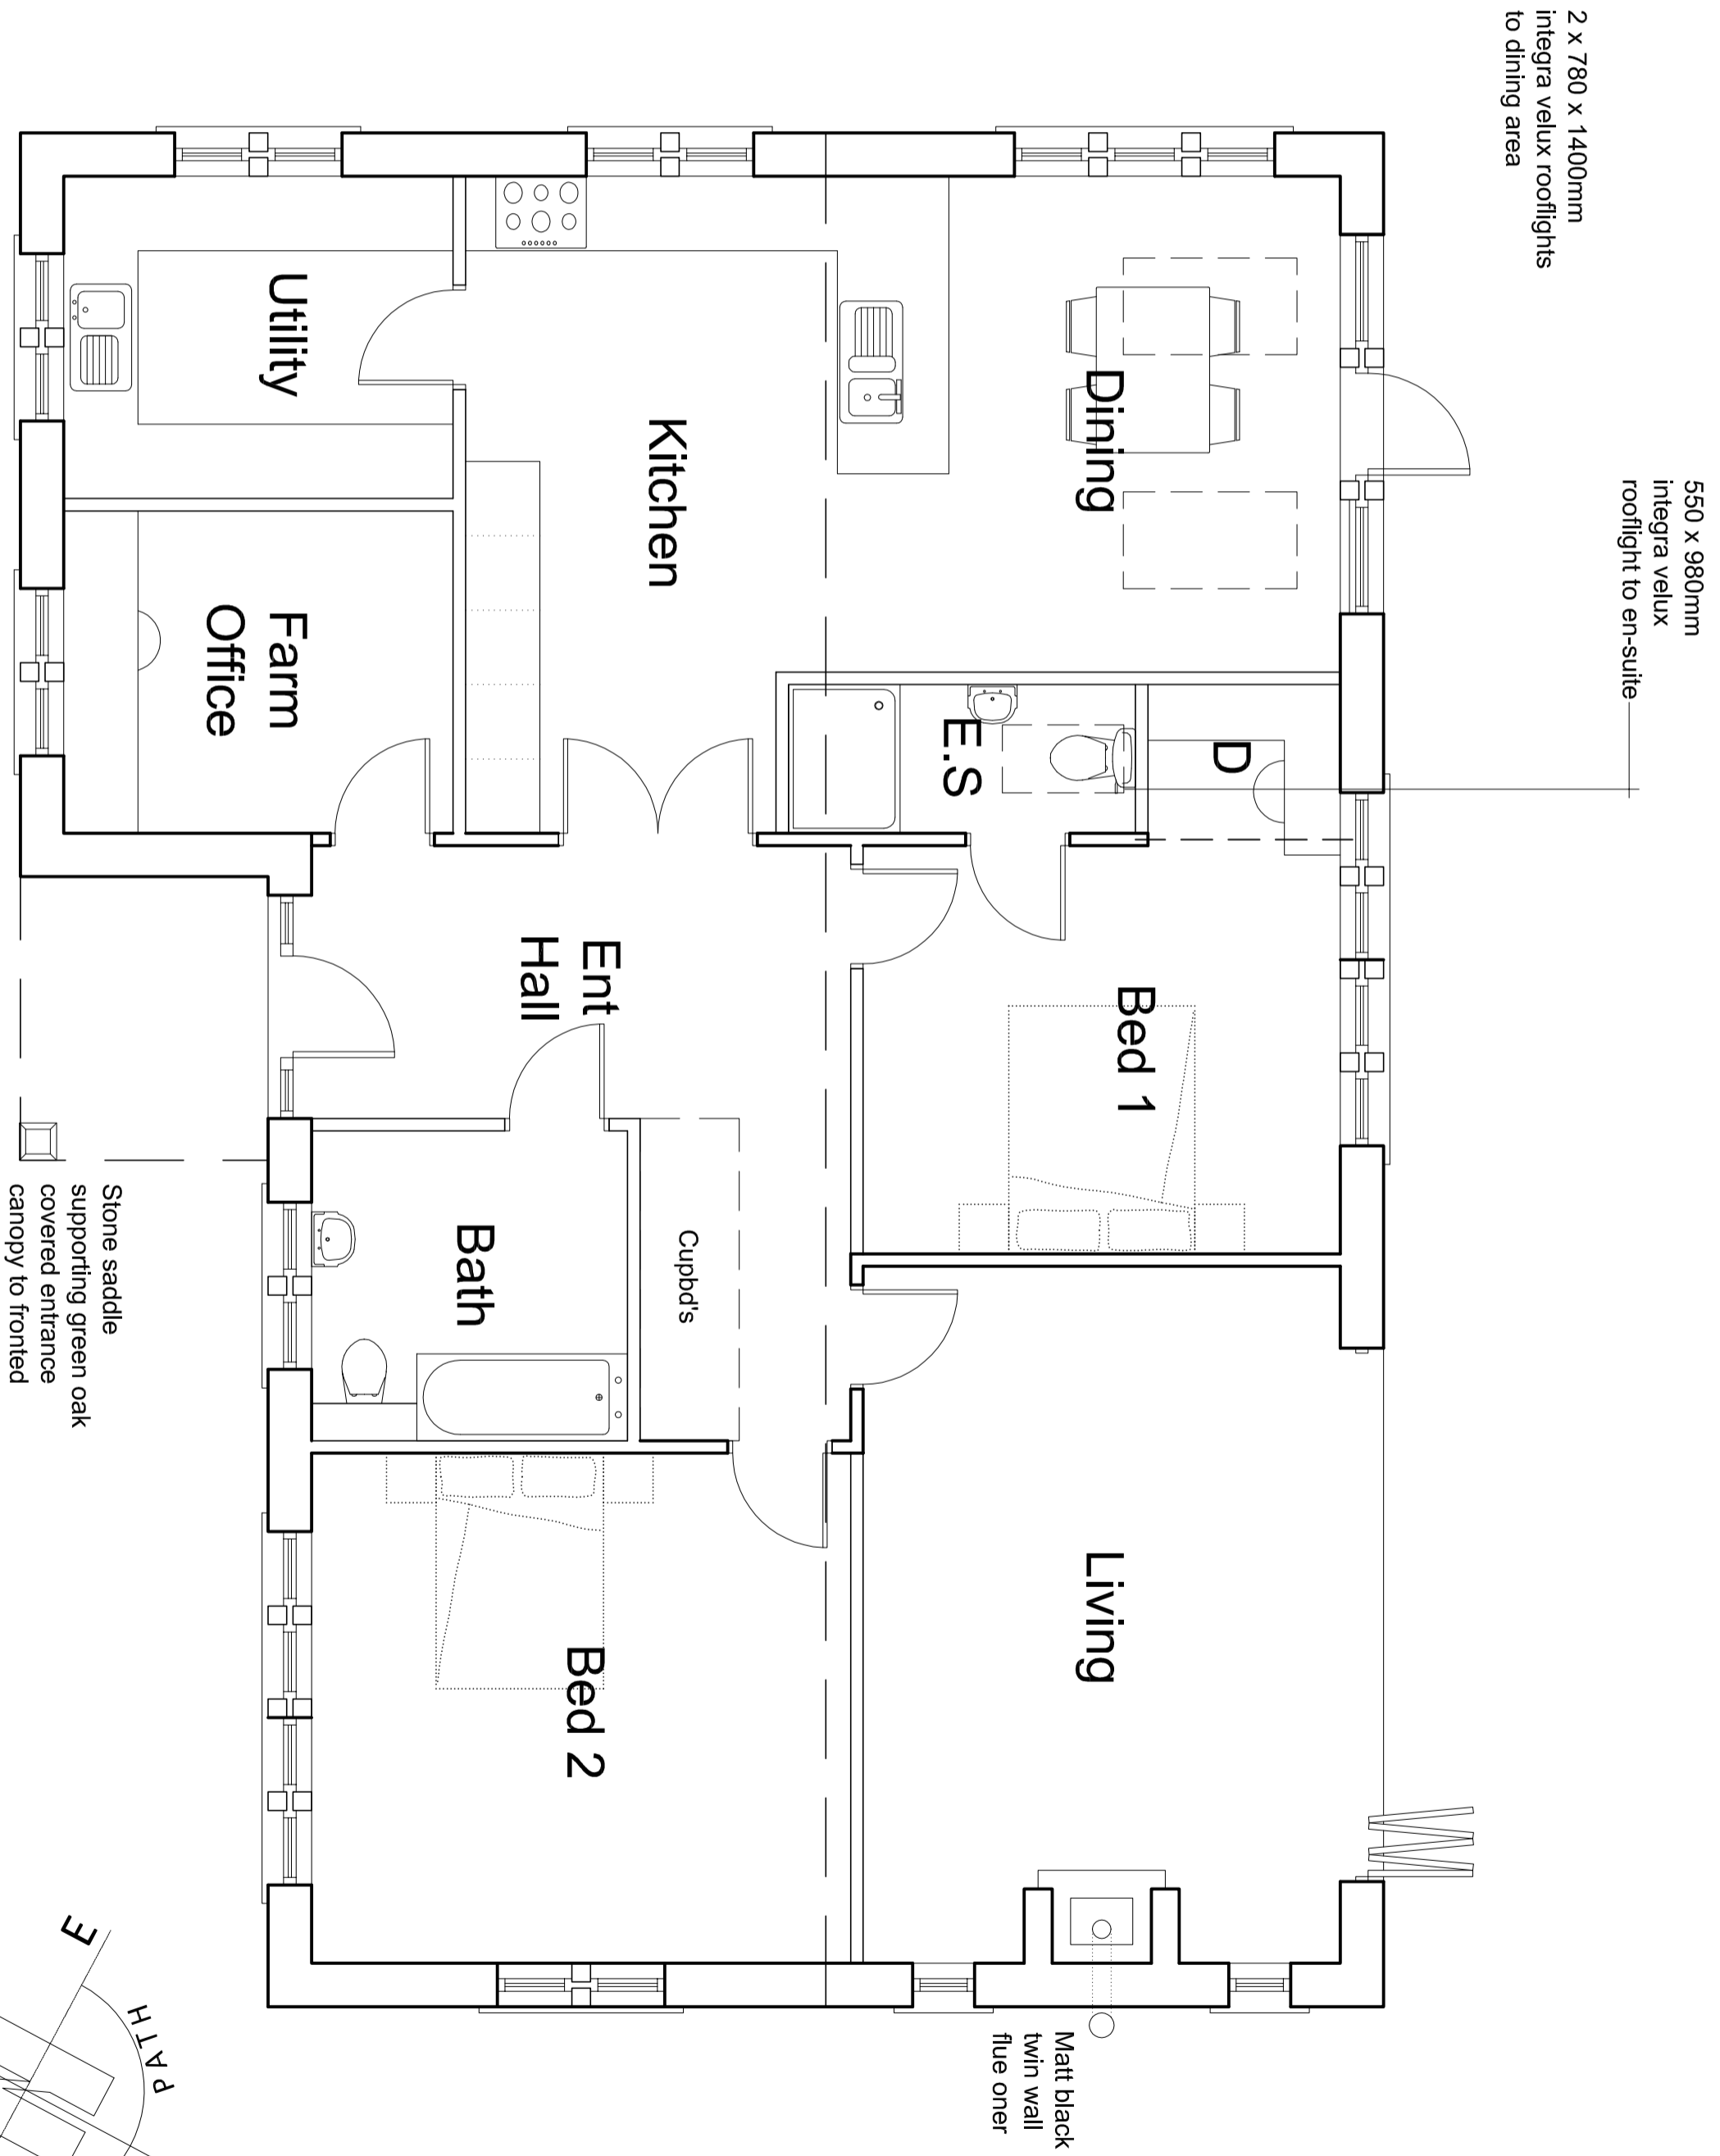 2 x 780 x 1400mm
integra velux rooflights
to dining area
550 x 980mm
integra velux
rooflight to en-suite
Dining
D
E.S
Bed 1
Living
Kitchen
Utility
Farm
Office
Ent
Hall
Cupbd's
Bath
Bed 2
Matt black
twin wall
flue oner
Stone saddle
supporting green oak
covered entrance
canopy to fronted
E
PATH